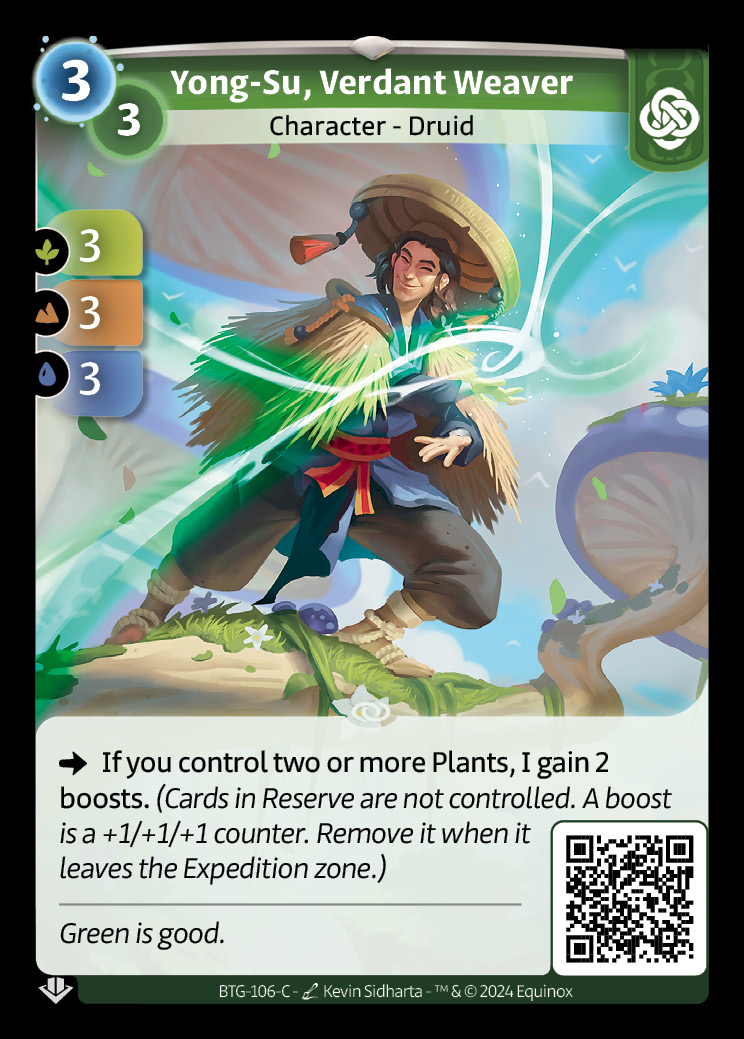 3
3
Yong-Su, Verdant Weaver
Character - Druid
3
3
3
If you control two or more Plants, I gain 2
boosts. (Cards in Reserve are not controlled. A boost
is a +1/+1/+1 counter. Remove it when it
leaves the Expedition zone.)
Green is good.
BTG-106-C - Kevin Sidharta - ™ & © 2024 Equinox